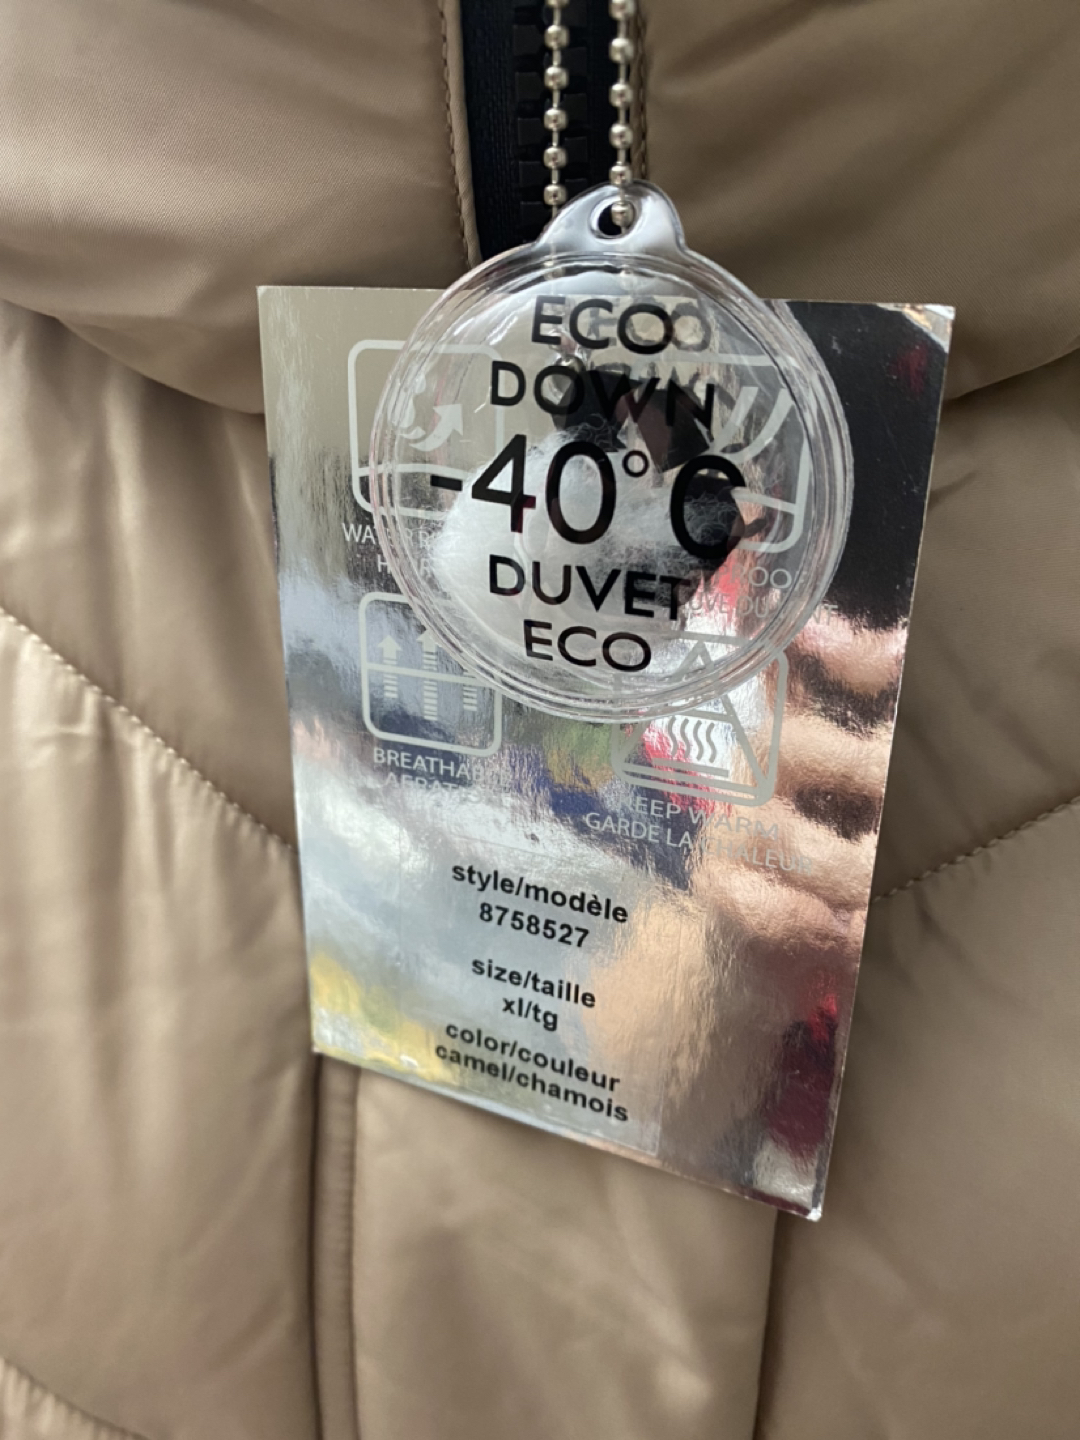 ECO
DOWN
-40° C
DUVET
ECO
BREATHAB
KEEP WARM
GARDE LA CHALEUR
style/modèle
8758527
size/taille
xl/tg
color/couleur
camel/chamois